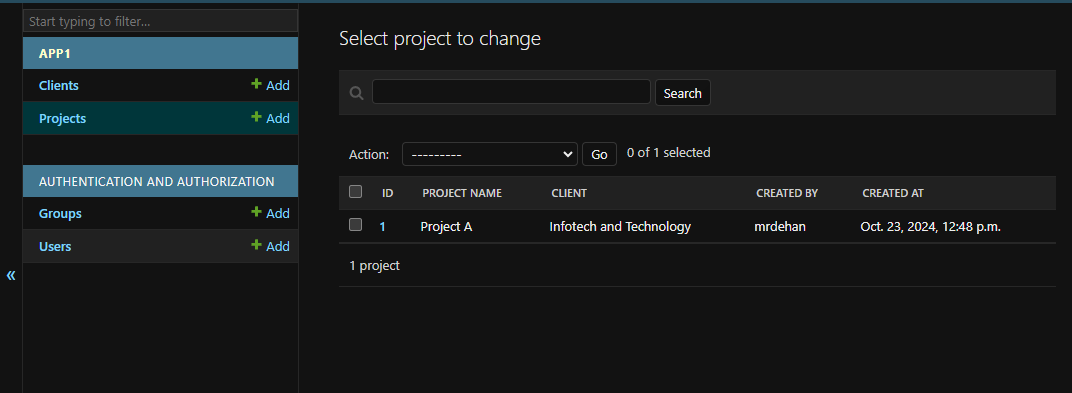 Start typing to filter...
APP1
Clients + Add
Projects + Add
AUTHENTICATION AND AUTHORIZATION
Groups + Add
Users + Add
«
Select project to change
Search
Action: --------- Go 0 of 1 selected
ID PROJECT NAME CLIENT CREATED BY CREATED AT
1 Project A Infotech and Technology mrdehan Oct. 23, 2024, 12:48 p.m.
1 project